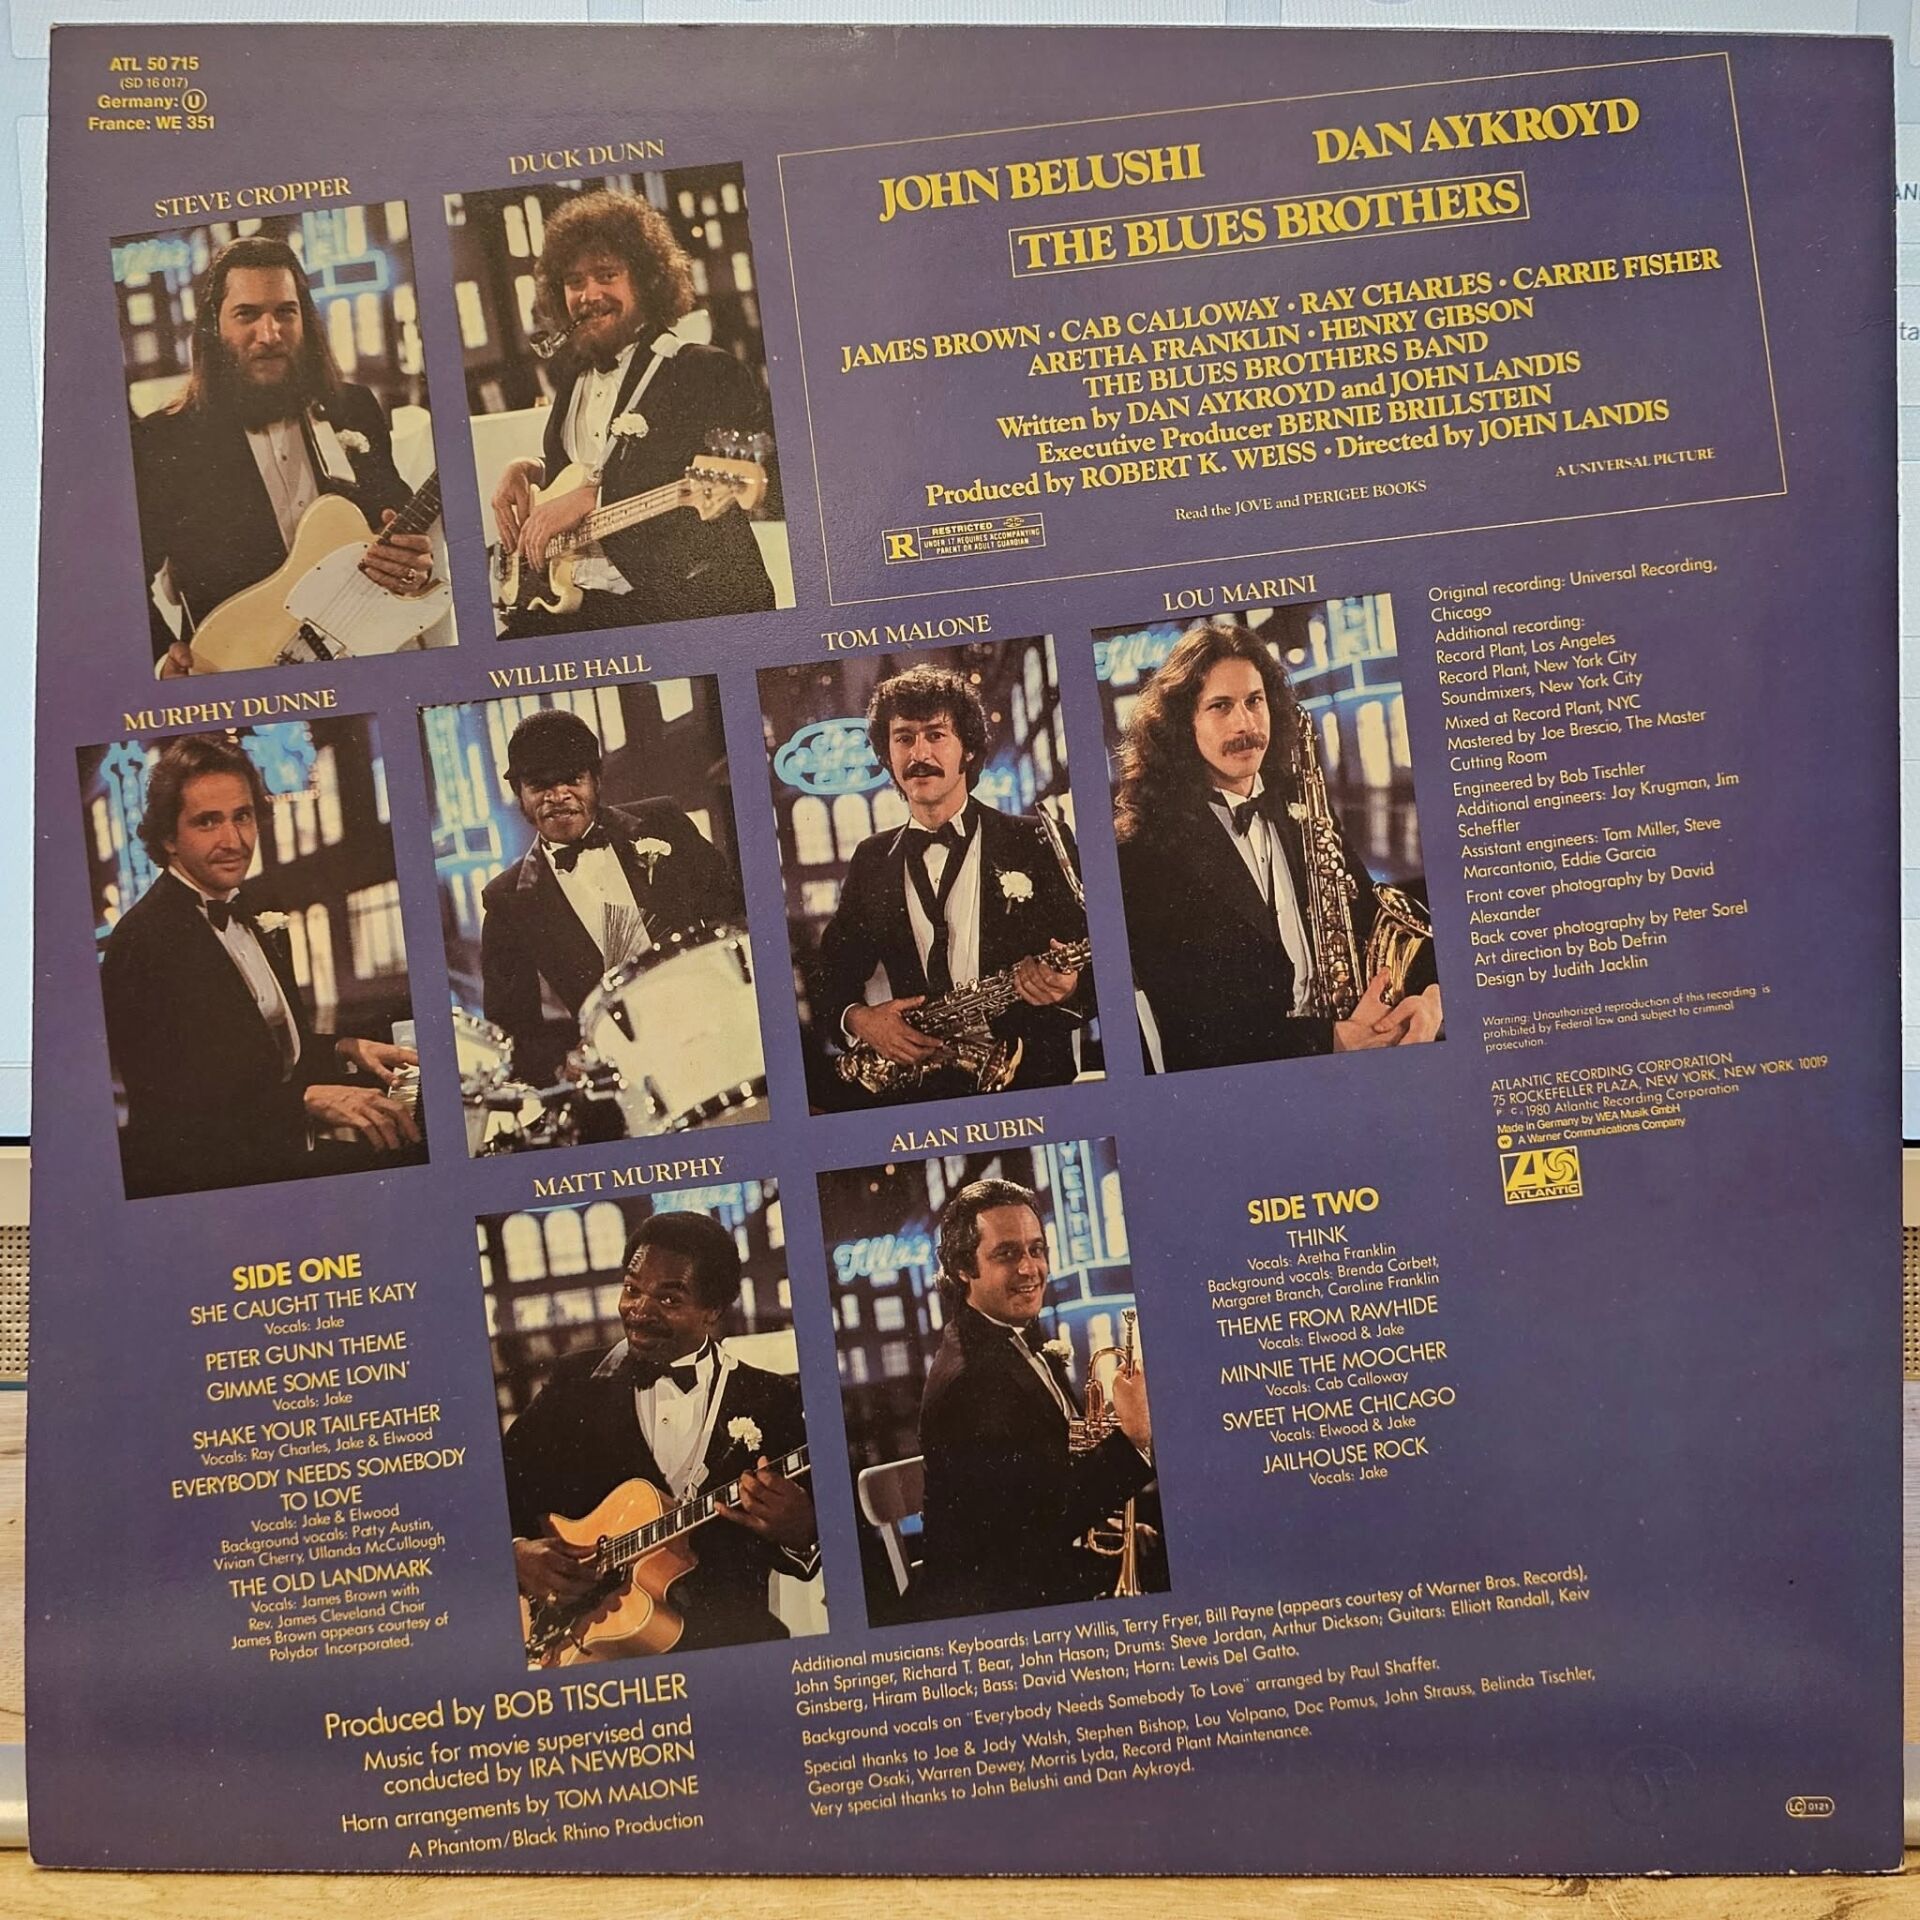 ATL 50 715
(SD 16 017)
Germany: U
France: WE 351
STEVE CROPPER
DUCK DUNN
JOHN BELUSHI
DAN AYKROYD
THE BLUES BROTHERS
JAMES BROWN • CAB CALLOWAY • RAY CHARLES • CARRIE FISHER
ARETHA FRANKLIN • HENRY GIBSON
THE BLUES BROTHERS BAND
Written by DAN AYKROYD and JOHN LANDIS
Executive Producer BERNIE BRILLSTEIN
Produced by ROBERT K. WEISS • Directed by JOHN LANDIS
R
RESTRICTED
UNDER 17 REQUIRES ACCOMPANYING
PARENT OR ADULT GUARDIAN
Read the JOVE and PERIGEE BOOKS
A UNIVERSAL PICTURE
MURPHY DUNNE
WILLIE HALL
TOM MALONE
LOU MARINI
Original recording: Universal Recording,
Chicago
Additional recording:
Record Plant, Los Angeles
Record Plant, New York City
Soundmixers, New York City
Mixed at Record Plant, NYC
Mastered by Joe Brescio, The Master
Cutting Room
Engineered by Bob Tischler
Additional engineers: Jay Krugman, Jim
Scheffler
Assistant engineers: Tom Miller, Steve
Marcantonio, Eddie Garcia
Front cover photography by David
Alexander
Back cover photography by Peter Sorel
Art direction by Bob Defrin
Design by Judith Jacklin
Warning: Unauthorized reproduction of this recording is
prohibited by Federal law and subject to criminal
prosecution.
ATLANTIC RECORDING CORPORATION
75 ROCKEFELLER PLAZA, NEW YORK, NEW YORK 10019
P C 1980 Atlantic Recording Corporation
Made in Germany by WEA Musik GmbH
A Warner Communications Company
ATLANTIC
MATT MURPHY
ALAN RUBIN
SIDE ONE
SHE CAUGHT THE KATY
Vocals: Jake
PETER GUNN THEME
GIMME SOME LOVIN'
Vocals: Jake
SHAKE YOUR TAILFEATHER
Vocals: Ray Charles, Jake & Elwood
EVERYBODY NEEDS SOMEBODY
TO LOVE
Vocals: Jake & Elwood
Background vocals: Patty Austin,
Vivian Cherry, Ullanda McCullough
THE OLD LANDMARK
Vocals: James Brown with
Rev. James Cleveland Choir
James Brown appears courtesy of
Polydor Incorporated.
SIDE TWO
THINK
Vocals: Aretha Franklin
Background vocals: Brenda Corbett,
Margaret Branch, Caroline Franklin
THEME FROM RAWHIDE
Vocals: Elwood & Jake
MINNIE THE MOOCHER
Vocals: Cab Calloway
SWEET HOME CHICAGO
Vocals: Elwood & Jake
JAILHOUSE ROCK
Vocals: Jake
Produced by BOB TISCHLER
Music for movie supervised and
conducted by IRA NEWBORN
Horn arrangements by TOM MALONE
A Phantom/Black Rhino Production
Additional musicians: Keyboards: Larry Willis, Terry Fryer, Bill Payne (appears courtesy of Warner Bros. Records),
John Springer, Richard T. Bear, John Hason; Drums: Steve Jordan, Arthur Dickson; Guitars: Elliott Randall, Keiv
Ginsberg, Hiram Bullock; Bass: David Weston; Horn: Lewis Del Gatto.
Background vocals on "Everybody Needs Somebody To Love" arranged by Paul Shaffer.
Special thanks to Joe & Jody Walsh, Stephen Bishop, Lou Volpano, Doc Pomus, John Strauss, Belinda Tischler,
George Osaki, Warren Dewey, Morris Lyda, Record Plant Maintenance.
Very special thanks to John Belushi and Dan Aykroyd.
LC 0121